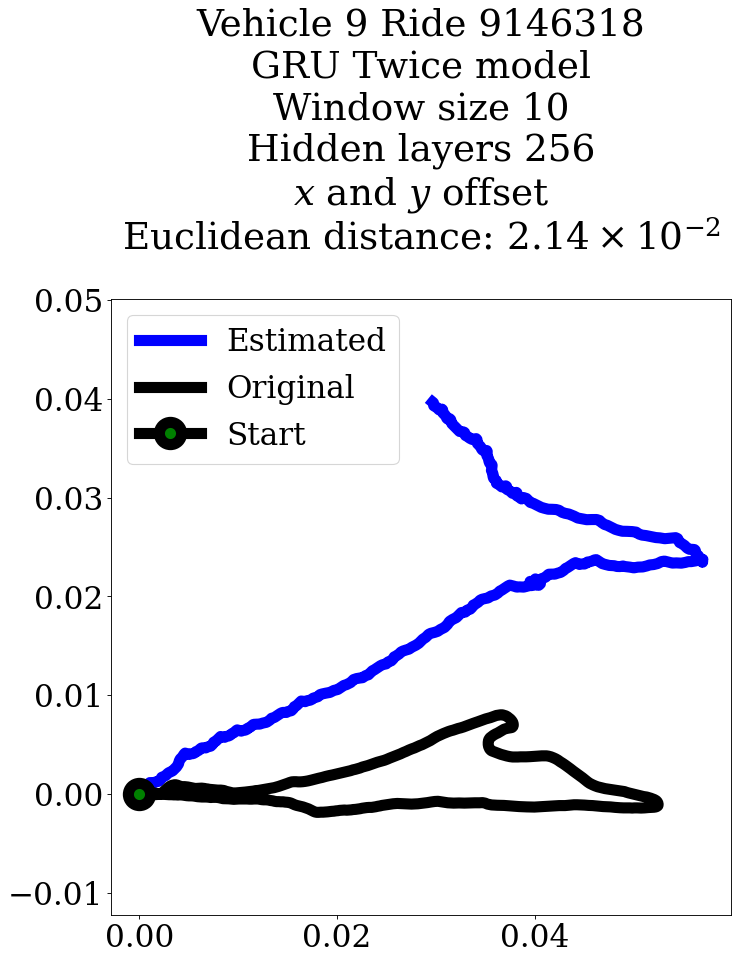 Vehicle 9 Ride 9146318
GRU Twice model
Window size 10
Hidden layers 256
x and y offset
Euclidean distance: 2.14 × 10⁻²
0.05
0.04
0.03
0.02
0.01
0.00
−0.01
Estimated
Original
Start
0.00 0.02 0.04